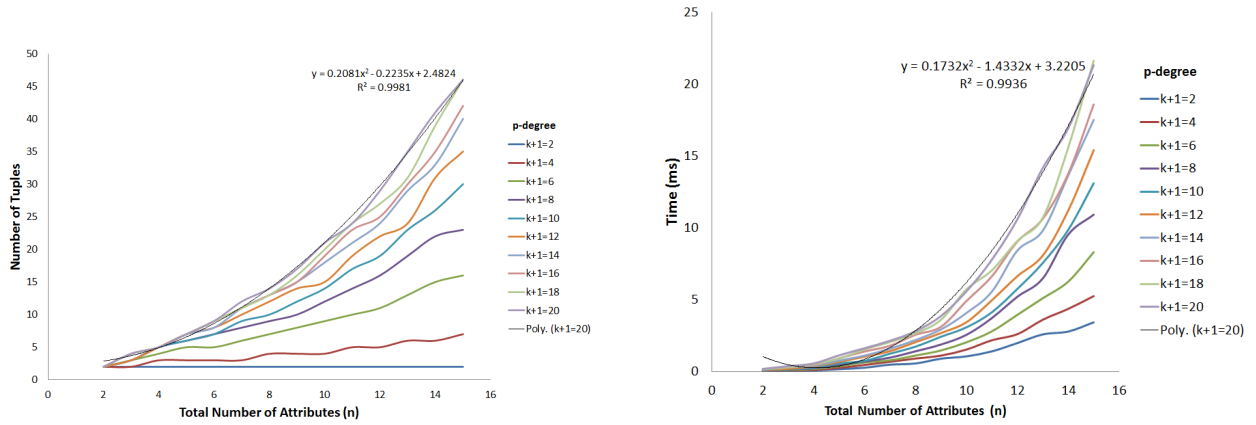 50
45
40
35
30
25
20
15
10
5
0
Number of Tuples
y = 0.2081x² - 0.2235x + 2.4824
R² = 0.9981
0 2 4 6 8 10 12 14 16
Total Number of Attributes (n)
p-degree
k+1=2
k+1=4
k+1=6
k+1=8
k+1=10
k+1=12
k+1=14
k+1=16
k+1=18
k+1=20
Poly. (k+1=20)
25
20
15
10
5
0
Time (ms)
y = 0.1732x² - 1.4332x + 3.2205
R² = 0.9936
0 2 4 6 8 10 12 14 16
Total Number of Attributes (n)
p-degree
k+1=2
k+1=4
k+1=6
k+1=8
k+1=10
k+1=12
k+1=14
k+1=16
k+1=18
k+1=20
Poly. (k+1=20)